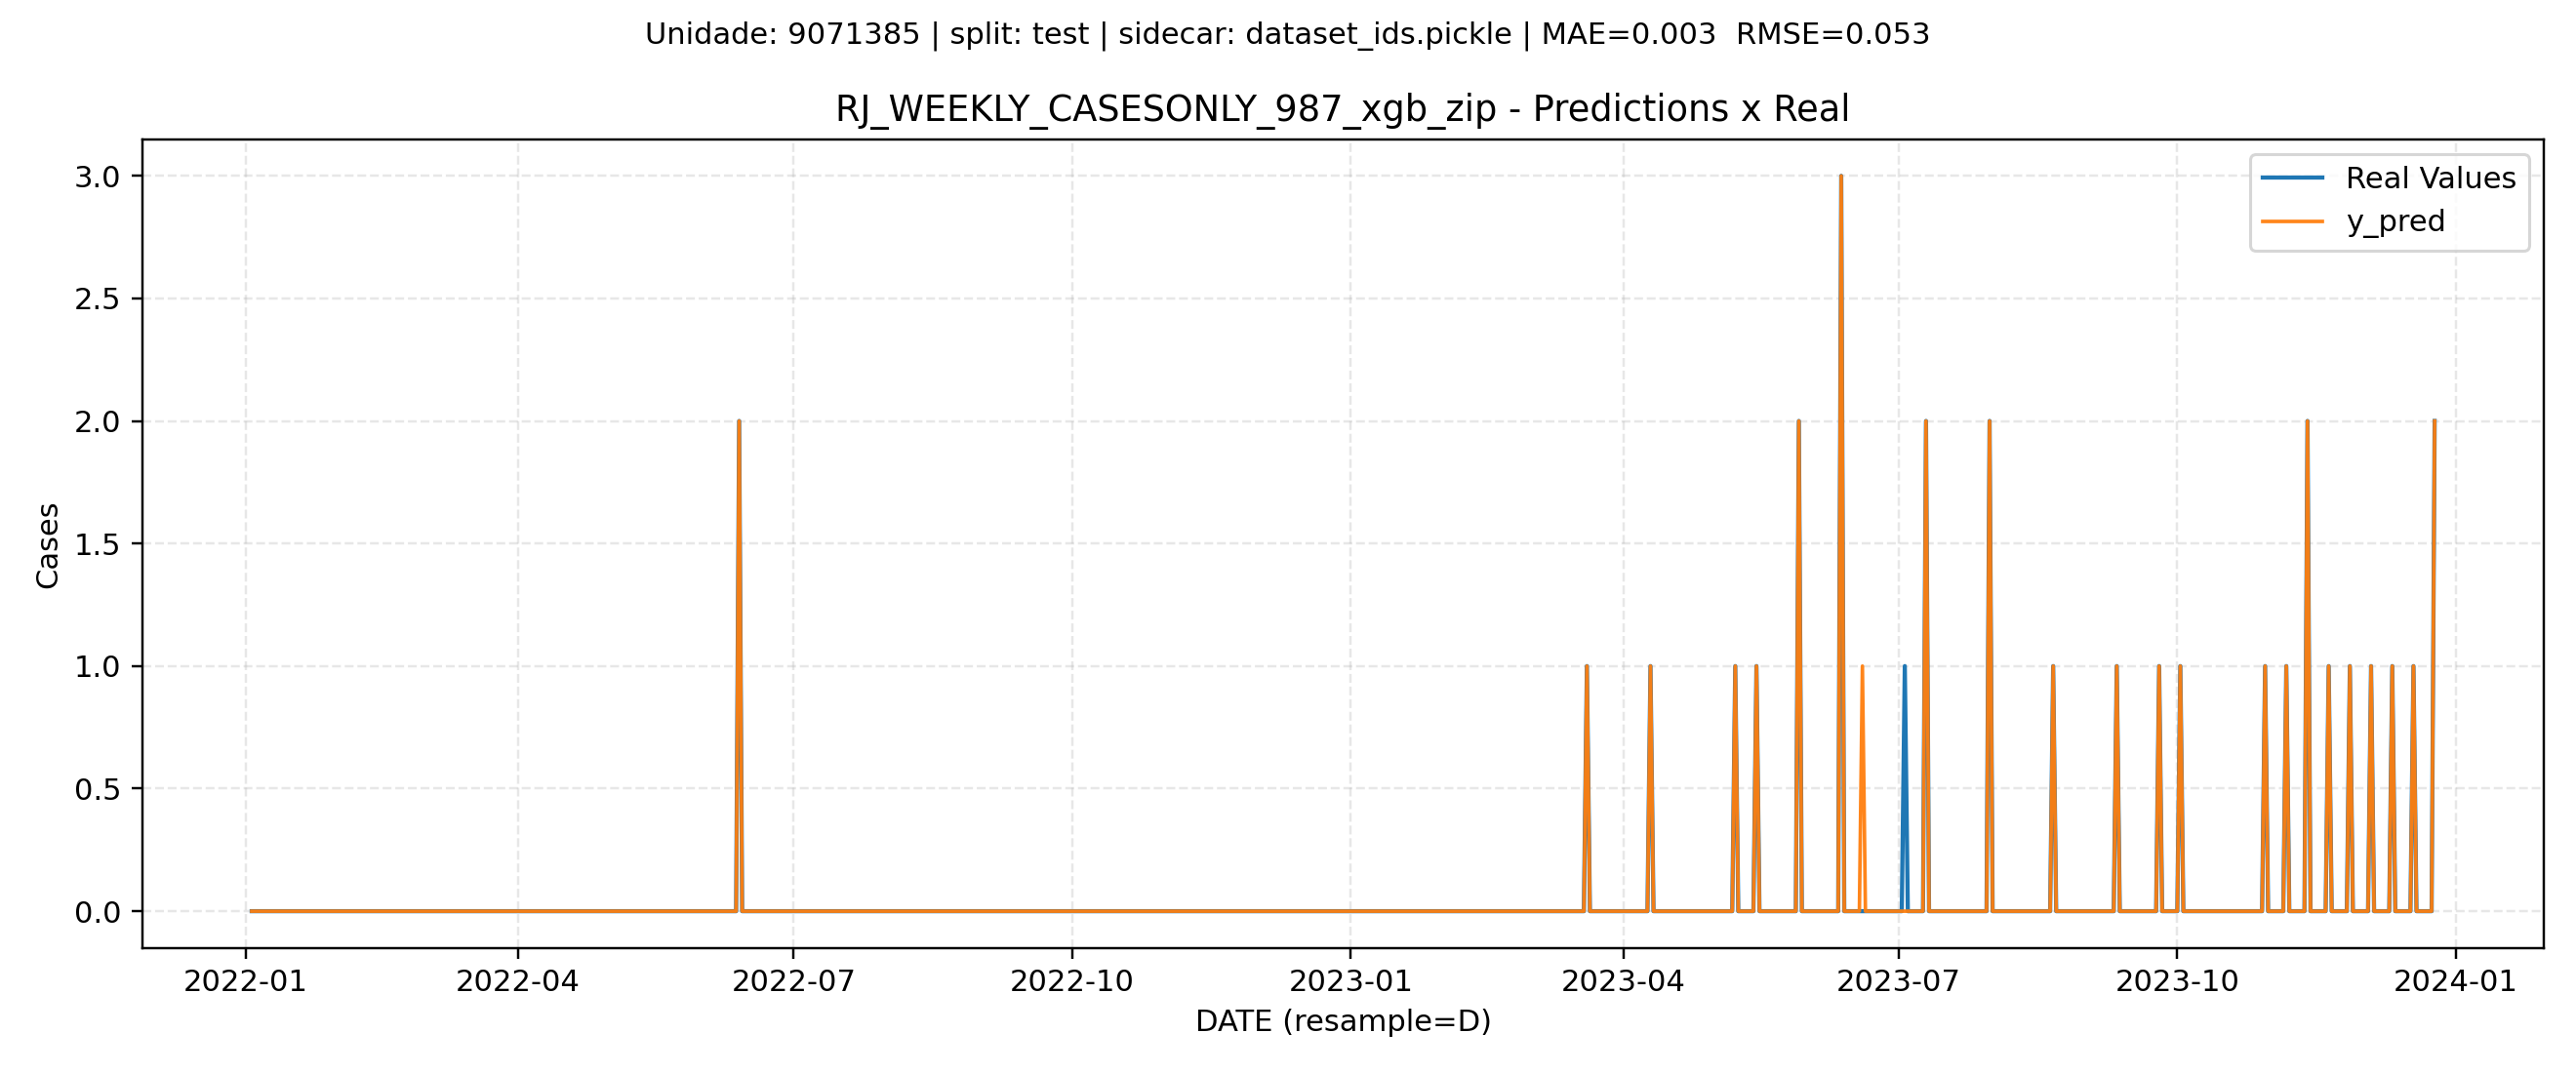 Unidade: 9071385 | split: test | sidecar: dataset_ids.pickle | MAE=0.003  RMSE=0.053
RJ_WEEKLY_CASESONLY_987_xgb_zip - Predictions x Real
Real Values
y_pred
3.0
2.5
2.0
1.5
1.0
0.5
0.0
Cases
2022-01
2022-04
2022-07
2022-10
2023-01
2023-04
2023-07
2023-10
2024-01
DATE (resample=D)